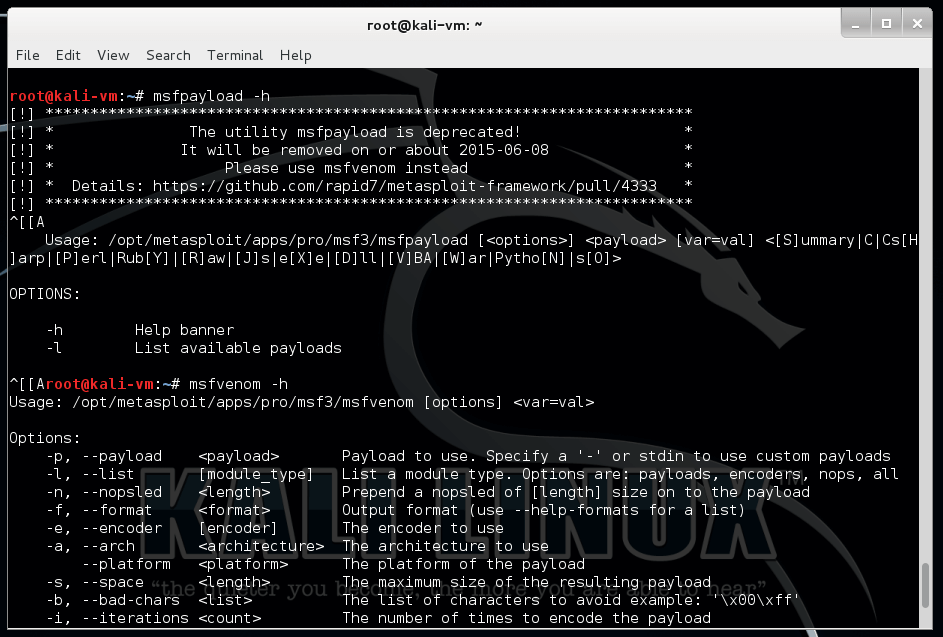 root@kali-vm: ~
File Edit View Search Terminal Help
root@kali-vm:~# msfpayload -h
[!] ************************************************************************
[!] *               The utility msfpayload is deprecated!                  *
[!] *              It will be removed on or about 2015-06-08               *
[!] *                   Please use msfvenom instead                        *
[!] *  Details: https://github.com/rapid7/metasploit-framework/pull/4333   *
[!] ************************************************************************
^[[A
    Usage: /opt/metasploit/apps/pro/msf3/msfpayload [<options>] <payload> [var=val] <[S]ummary|C|Cs[H
]arp|[P]erl|Rub[Y]|[R]aw|[J]s|e[X]e|[D]ll|[V]BA|[W]ar|Pytho[N]|s[O]>
OPTIONS:
    -h        Help banner
    -l        List available payloads
^[[Aroot@kali-vm:~# msfvenom -h
Usage: /opt/metasploit/apps/pro/msf3/msfvenom [options] <var=val>
Options:
    -p, --payload    <payload>       Payload to use. Specify a '-' or stdin to use custom payloads
    -l, --list       [module_type]   List a module type. Options are: payloads, encoders, nops, all
    -n, --nopsled    <length>        Prepend a nopsled of [length] size on to the payload
    -f, --format     <format>        Output format (use --help-formats for a list)
    -e, --encoder    [encoder]       The encoder to use
    -a, --arch       <architecture>  The architecture to use
        --platform   <platform>      The platform of the payload
    -s, --space      <length>        The maximum size of the resulting payload
    -b, --bad-chars  <list>          The list of characters to avoid example: '\x00\xff'
    -i, --iterations <count>         The number of times to encode the payload
KALI LINUX
"the quieter you become, the more you are able to hear"